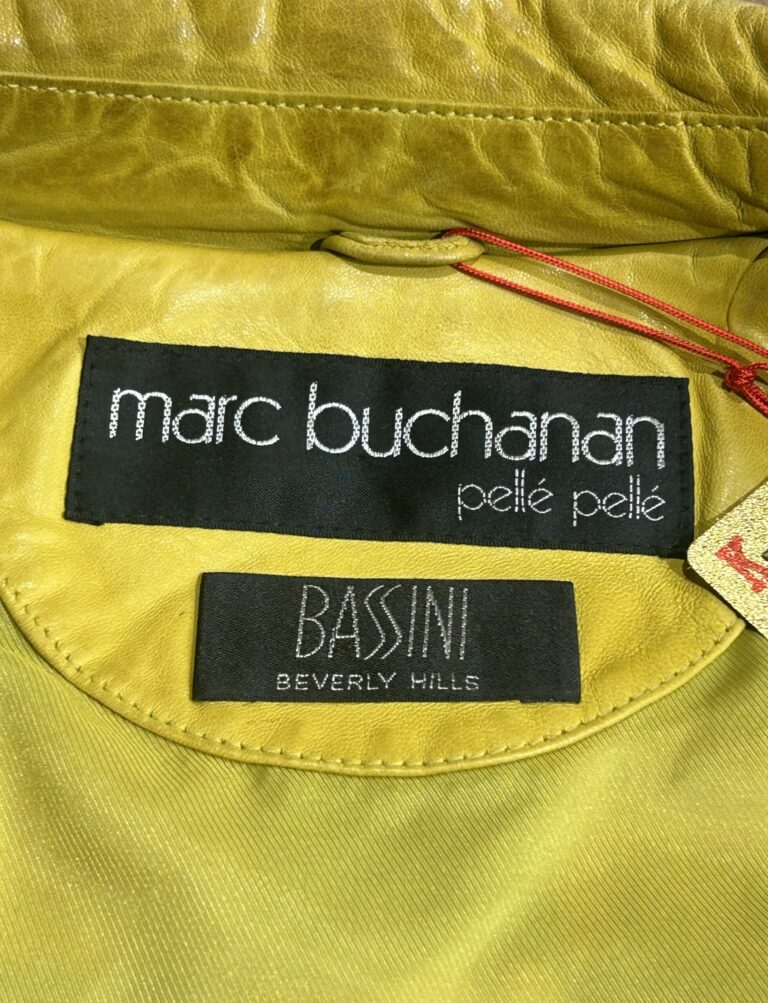 marc buchanan
pellé pellé
BASSINI
BEVERLY HILLS